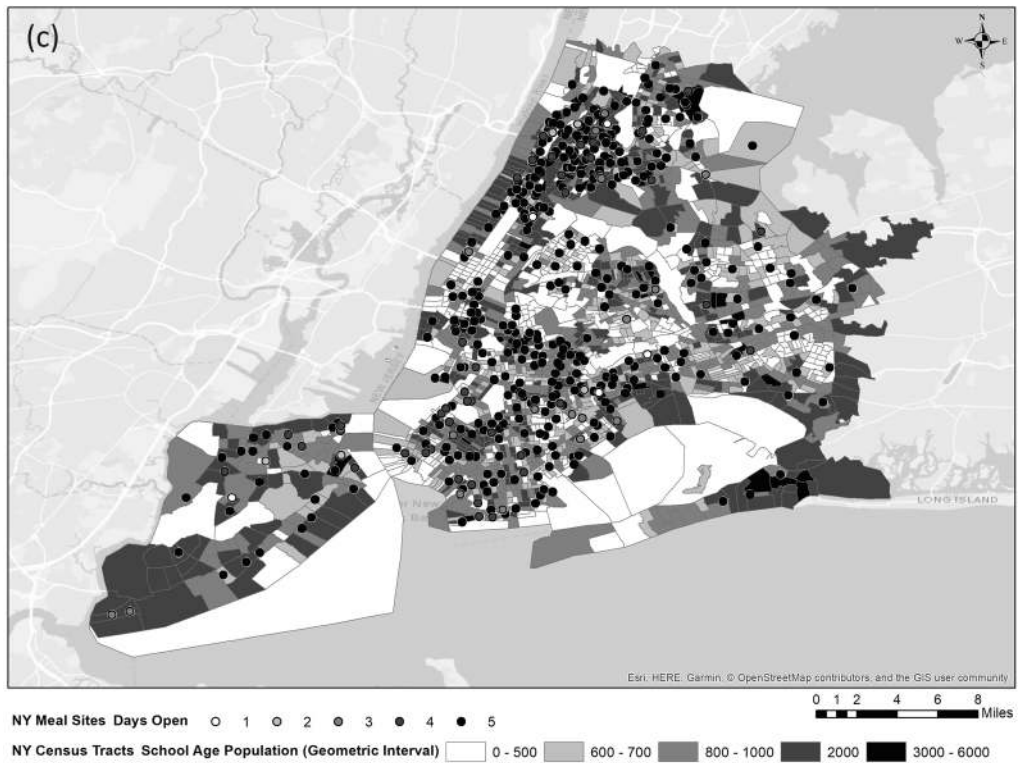 (c)
N
W E
S
LONG ISLAND
Esri, HERE, Garmin, © OpenStreetMap contributors, and the GIS user community
0 1 2 4 6 8
Miles
NY Meal Sites Days Open 1 2 3 4 5
NY Census Tracts School Age Population (Geometric Interval) 0 - 500 600 - 700 800 - 1000 2000 3000 - 6000